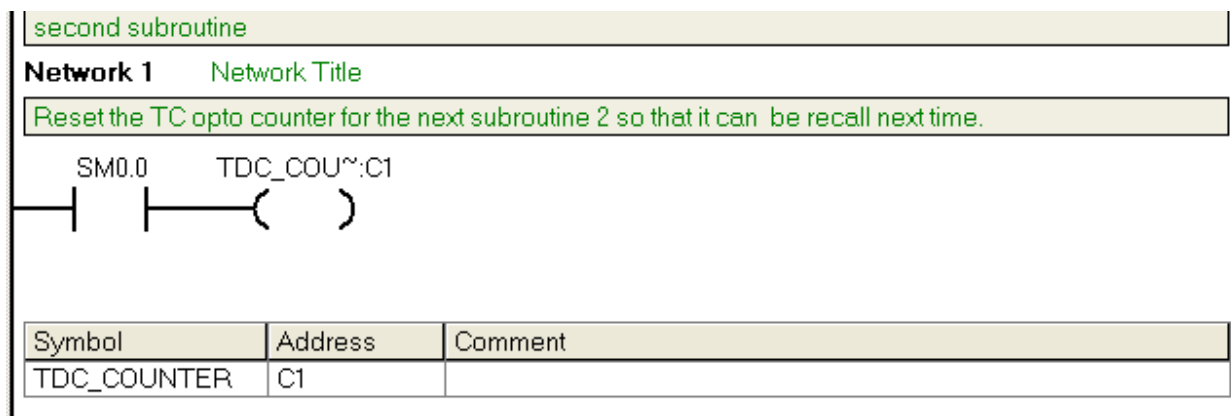 second subroutine
Network 1 Network Title
Reset the TC opto counter for the next subroutine 2 so that it can be recall next time.
SM0.0 TDC_COU~:C1
Symbol Address Comment
TDC_COUNTER C1